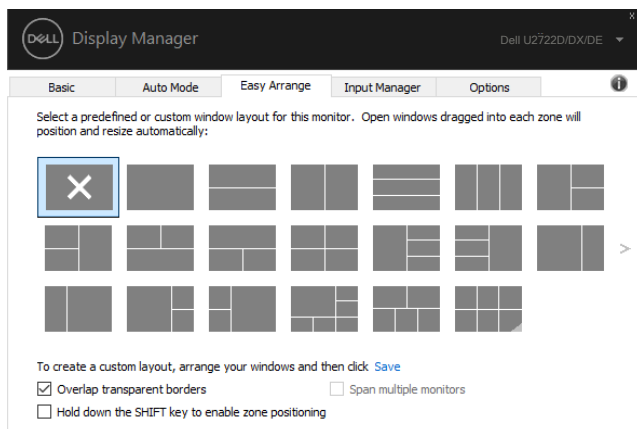 DELL Display Manager
Dell U2722D/DX/DE
x
Basic Auto Mode Easy Arrange Input Manager Options
Select a predefined or custom window layout for this monitor. Open windows dragged into each zone will
position and resize automatically:
>
To create a custom layout, arrange your windows and then click Save
Overlap transparent borders
Span multiple monitors
Hold down the SHIFT key to enable zone positioning